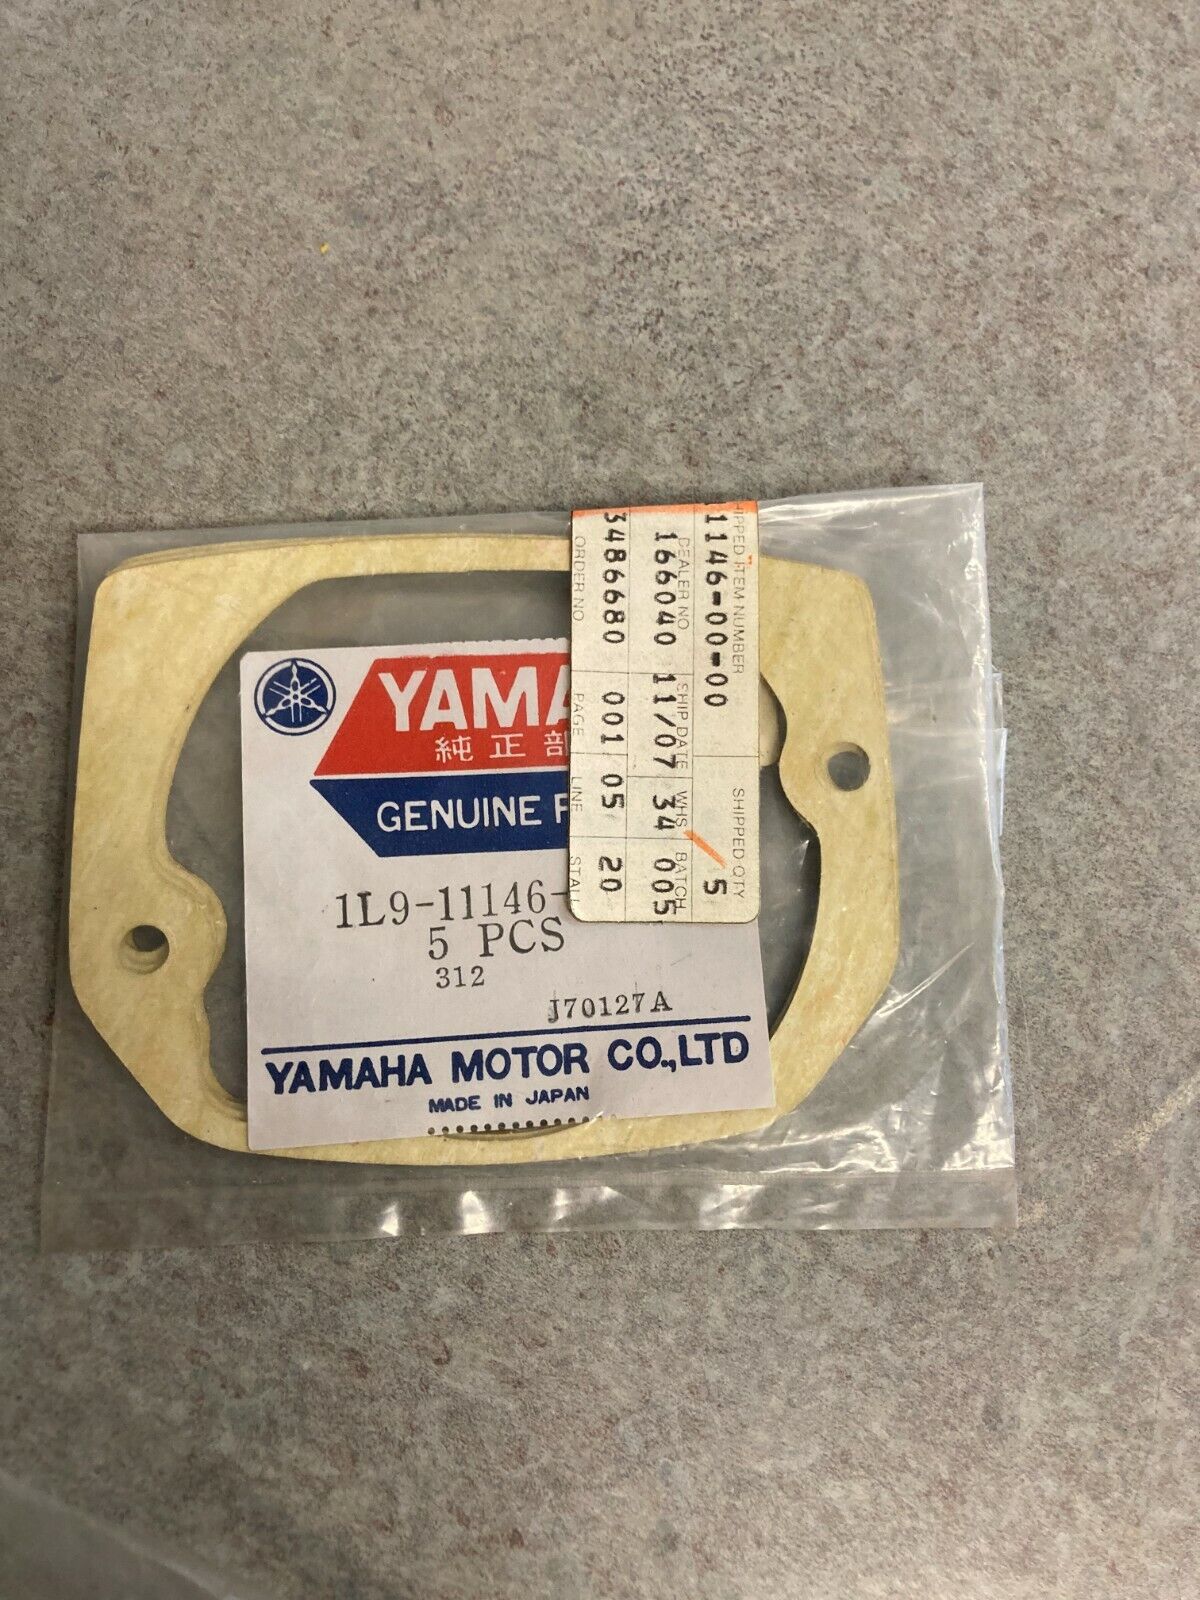 YAMA
純正部
GENUINE
1L9-11146-
5 PCS
312
J70127A
YAMAHA MOTOR CO.,LTD
MADE IN JAPAN
SHIPPED ITEM NUMBER SHIPPED QTY
1146-00-00 5
DEALER NO. SHIP DATE WHS BATCH
166040 11/07 34 005
3486680 001 05 20
ORDER NO. PAGE LINE STALL